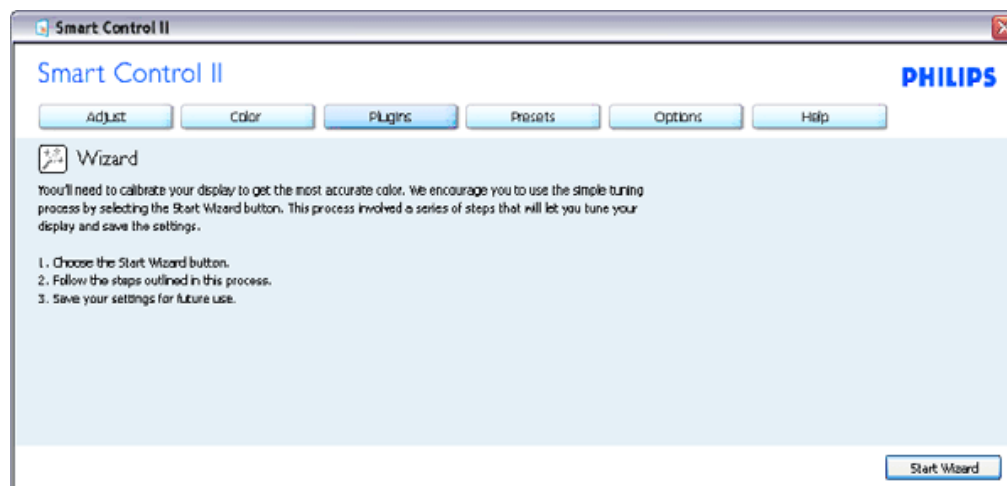 Smart Control II
Smart Control II
PHILIPS
Adjust Color Plugins Presets Options Help
Wizard
Yoou'll need to calibrate your display to get the most accurate color. We encourage you to use the simple tuning
process by selecting the Start Wizard button. This process involved a series of steps that will let you tune your
display and save the settings.
1. Choose the Start Wizard button.
2. Follow the steps outlined in this process.
3. Save your settings for future use.
Start Wizard